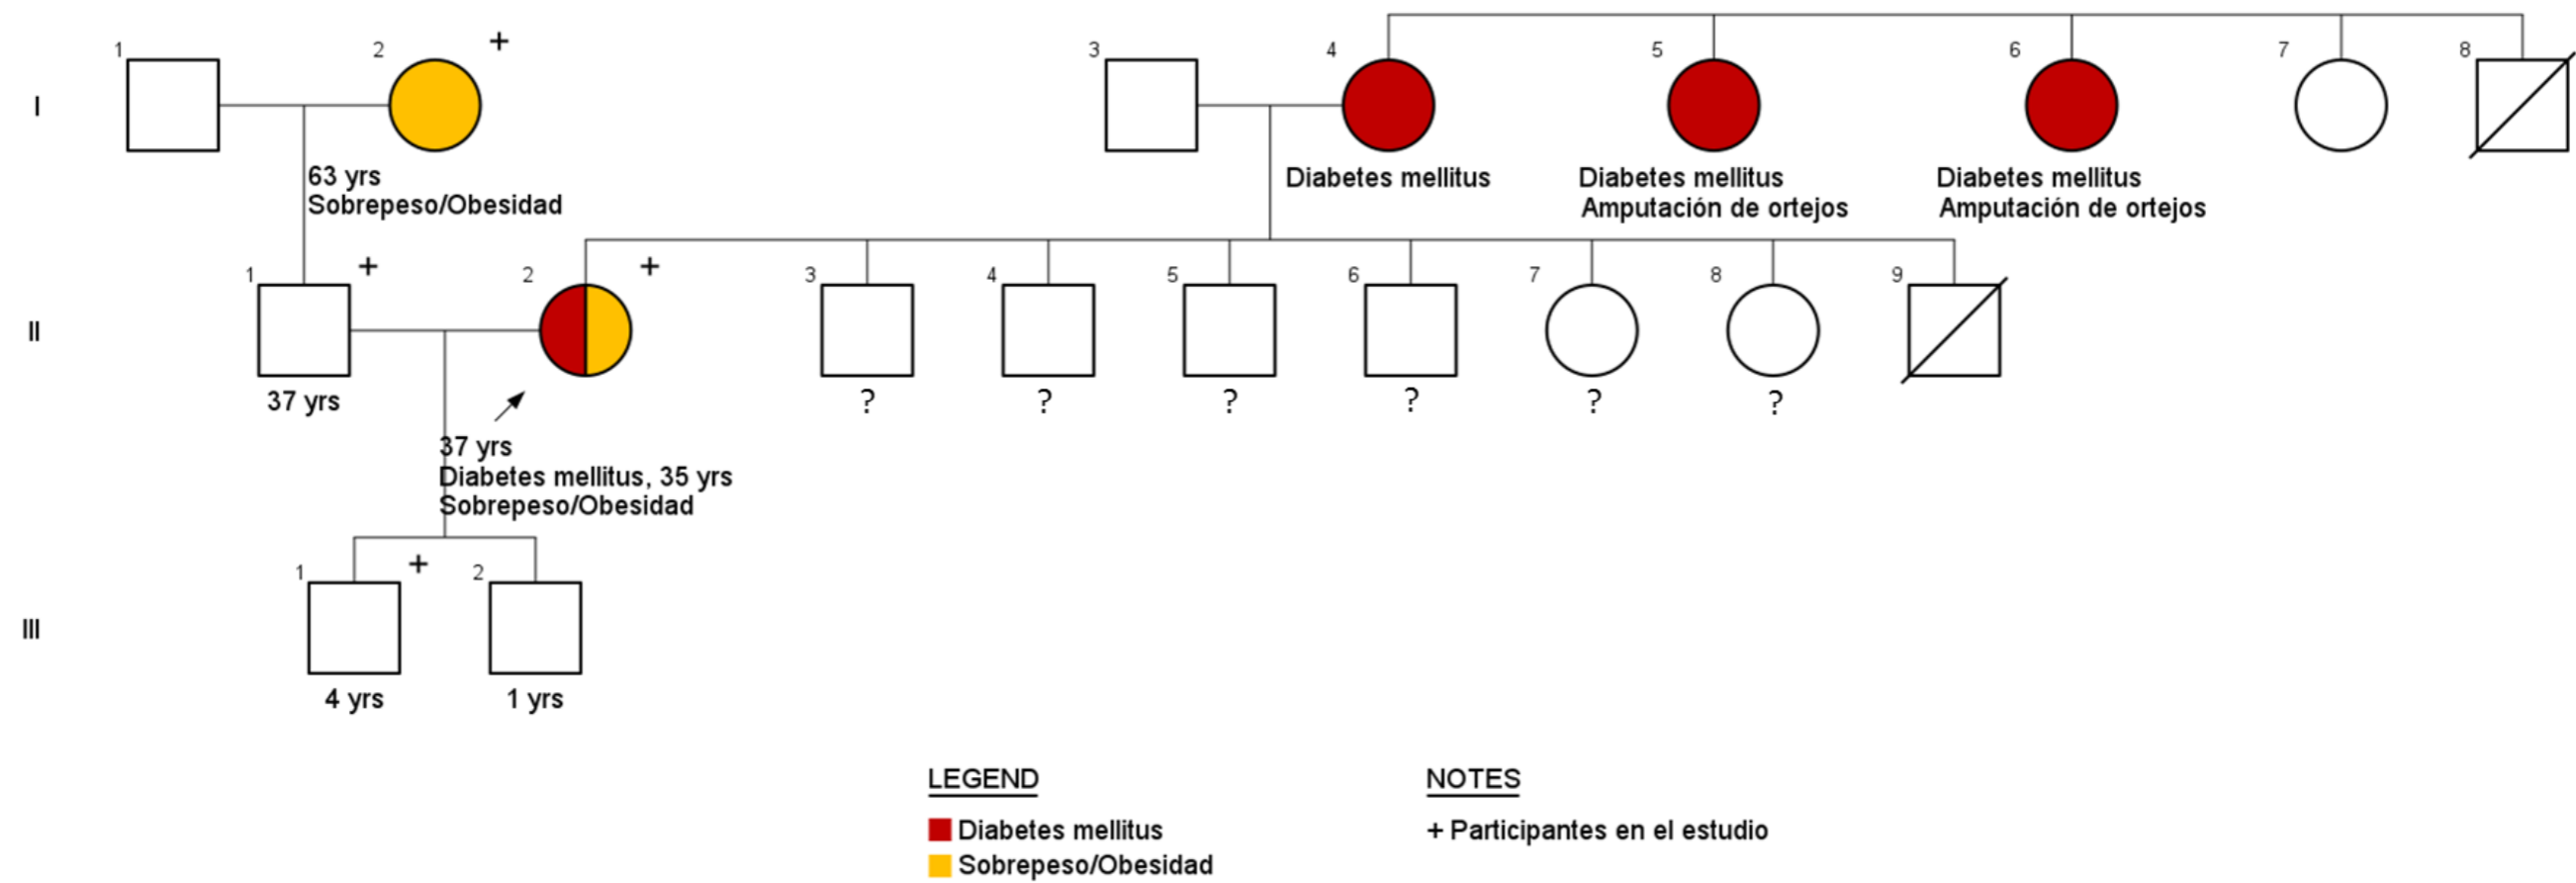 1
2
+
3
4
5
6
7
8
I
63 yrs
Sobrepeso/Obesidad
Diabetes mellitus
Diabetes mellitus
Amputación de ortejos
Diabetes mellitus
Amputación de ortejos
1
+
2
+
3
4
5
6
7
8
9
II
37 yrs
?
?
?
?
?
?
37 yrs
Diabetes mellitus, 35 yrs
Sobrepeso/Obesidad
1
+
2
III
4 yrs
1 yrs
LEGEND
Diabetes mellitus
Sobrepeso/Obesidad
NOTES
+ Participantes en el estudio